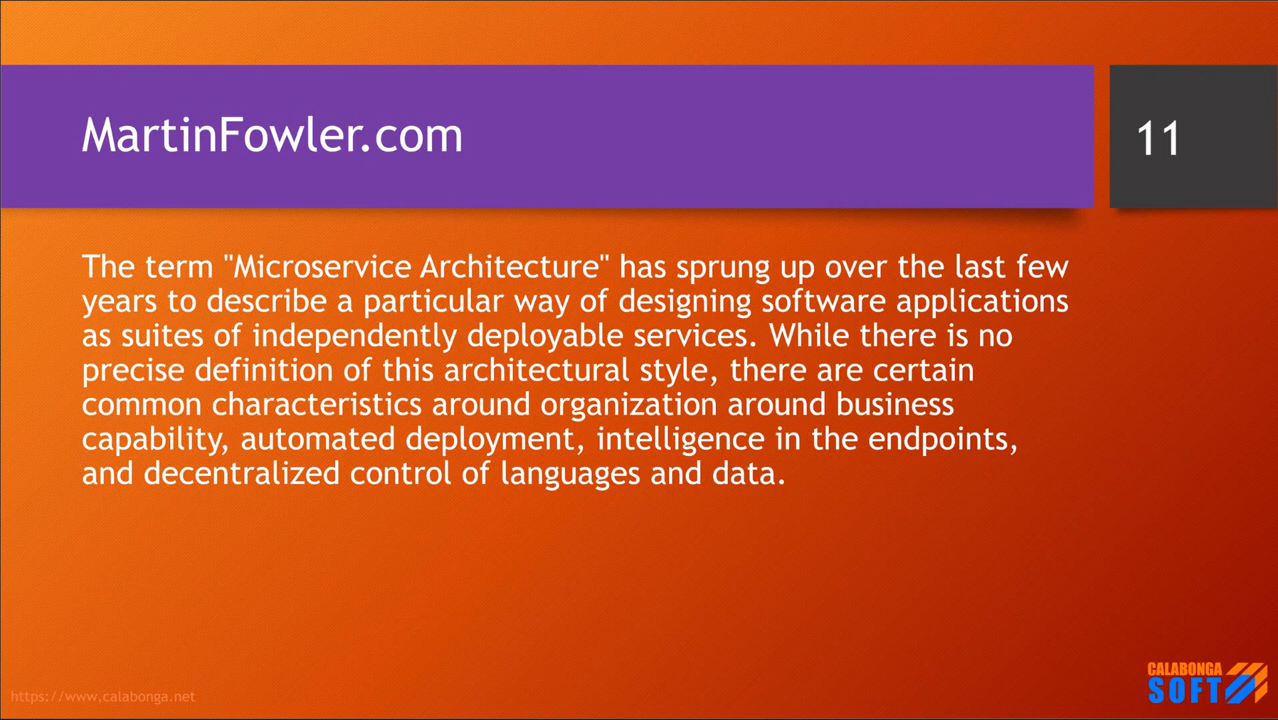 MartinFowler.com
11
The term "Microservice Architecture" has sprung up over the last few
years to describe a particular way of designing software applications
as suites of independently deployable services. While there is no
precise definition of this architectural style, there are certain
common characteristics around organization around business
capability, automated deployment, intelligence in the endpoints,
and decentralized control of languages and data.
https://www.calabonga.net
CALABONGA
SOFT